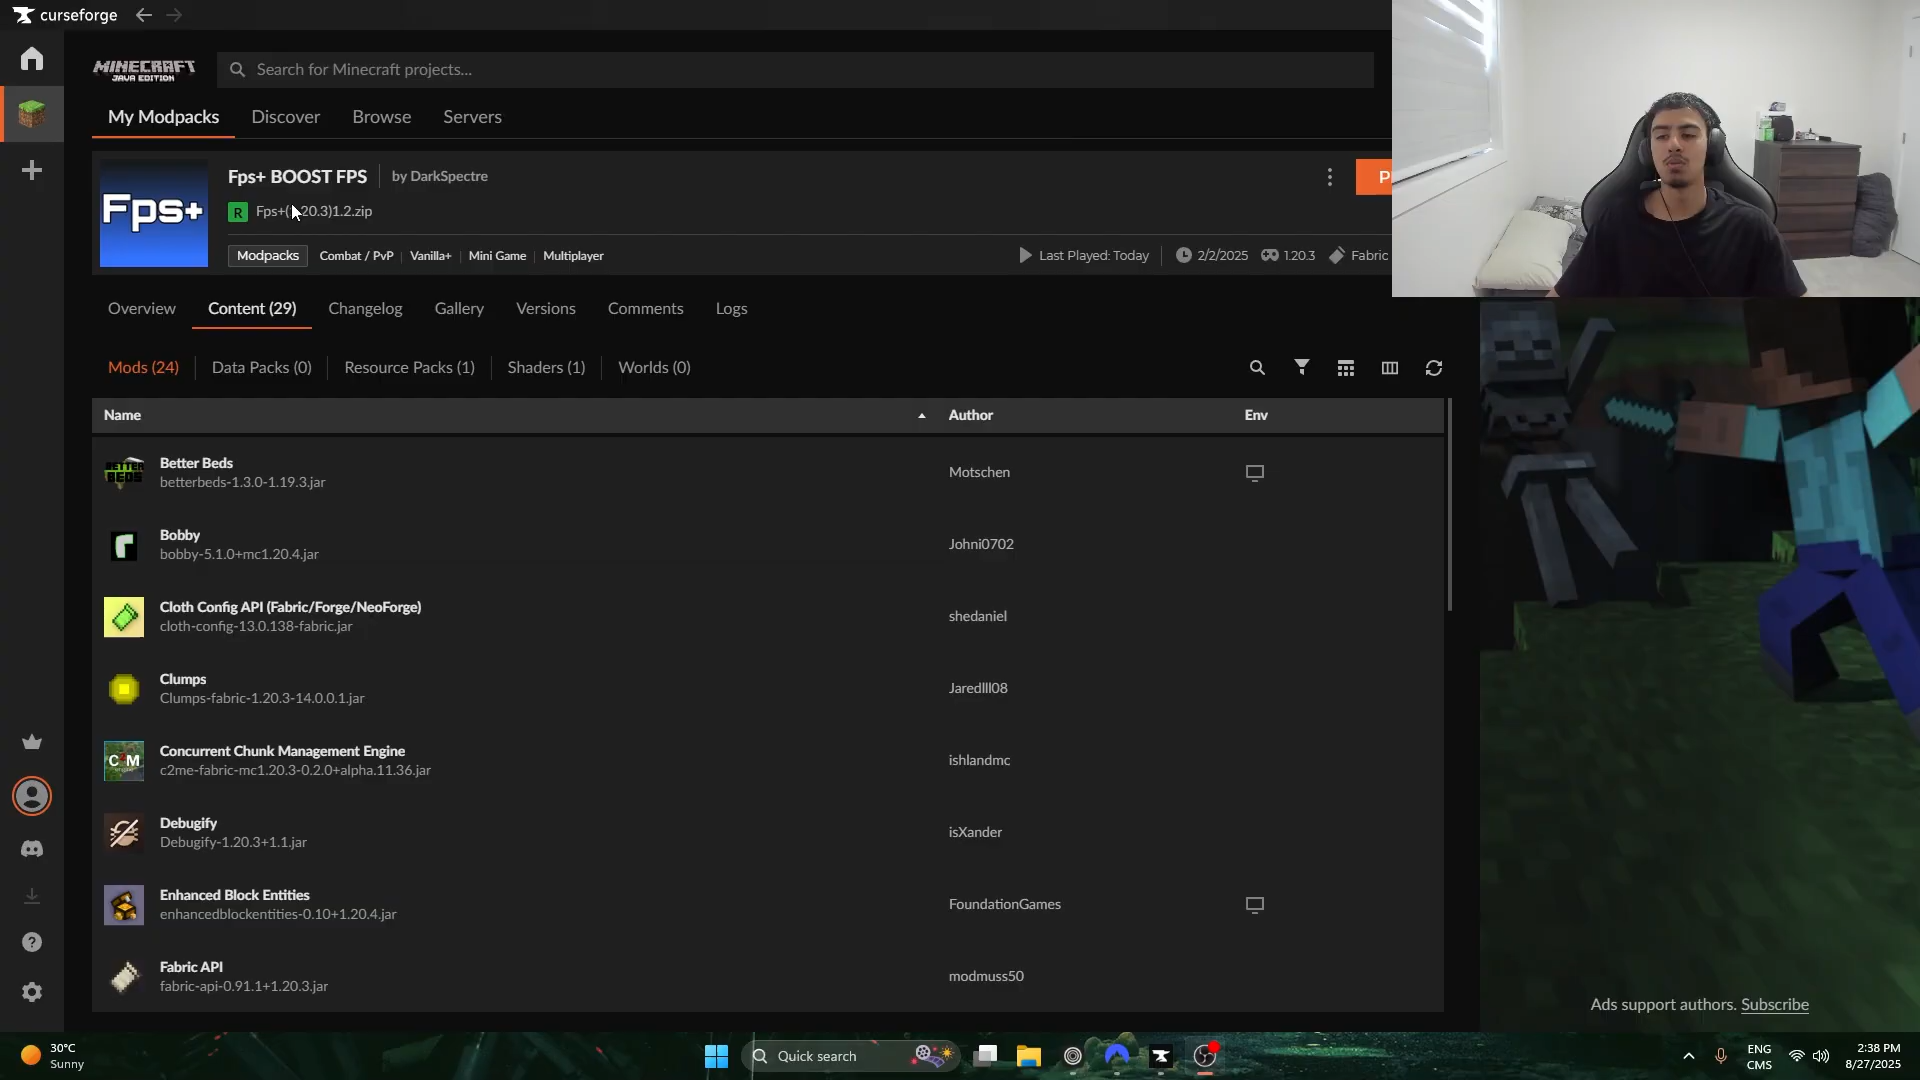 curseforge
MINECRAFT
JAVA EDITION
Search for Minecraft projects...
My Modpacks
Discover
Browse
Servers
Fps+
Fps+ BOOST FPS
by DarkSpectre
R
Modpacks
Combat / PvP
Vanilla+
Mini Game
Multiplayer
Last Played: Today
2/2/2025
1.20.3
Fabric
Overview
Content (29)
Changelog
Gallery
Versions
Comments
Logs
Mods (24)
Data Packs (0)
Resource Packs (1)
Shaders (1)
Worlds (0)
Name
Author
Env
BETTER BEDS
Better Beds
betterbeds-1.3.0-1.19.3.jar
Motschen
Bobby
bobby-5.1.0+mc1.20.4.jar
Johni0702
Cloth Config API (Fabric/Forge/NeoForge)
cloth-config-13.0.138-fabric.jar
shedaniel
Clumps
Clumps-fabric-1.20.3-14.0.0.1.jar
Jaredlll08
Concurrent Chunk Management Engine
c2me-fabric-mc1.20.3-0.2.0+alpha.11.36.jar
ishlandmc
Debugify
Debugify-1.20.3+1.1.jar
isXander
Enhanced Block Entities
enhancedblockentities-0.10+1.20.4.jar
FoundationGames
Fabric API
fabric-api-0.91.1+1.20.3.jar
modmuss50
Ads support authors. Subscribe
30°C
Sunny
Quick search
ENG
CMS
2:38 PM
8/27/2025